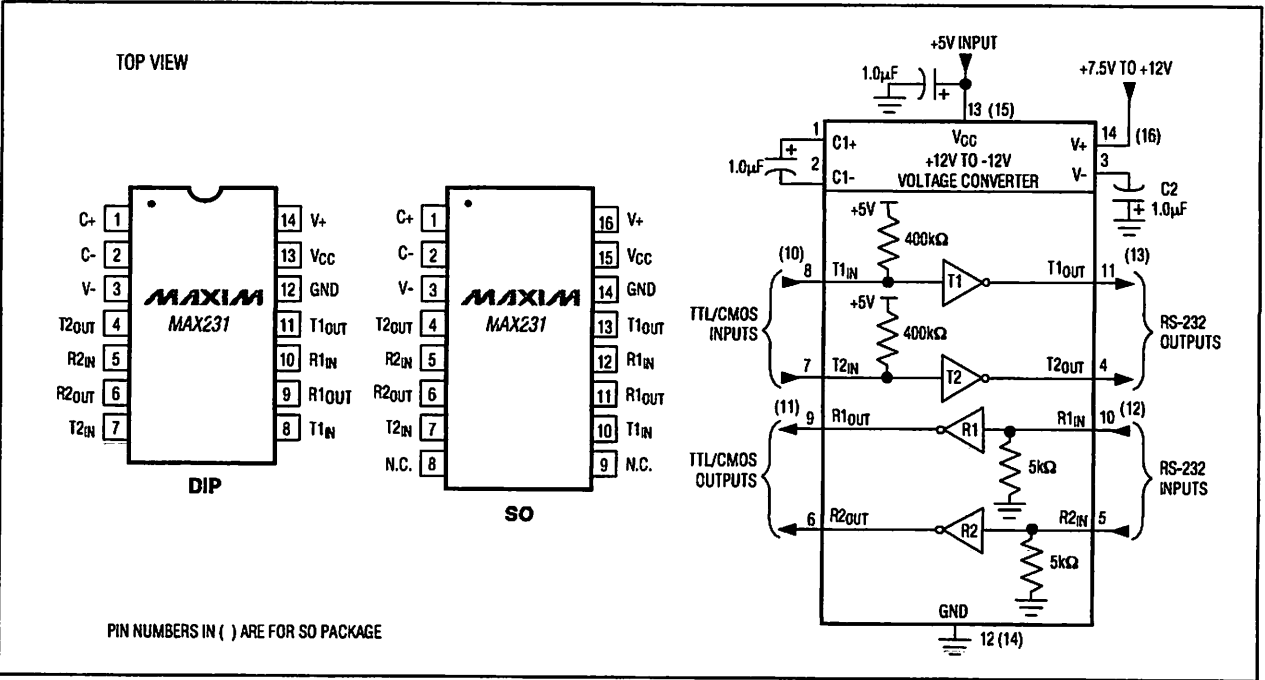 TOP VIEW
C+ 1
C- 2
V- 3
T2OUT 4
R2IN 5
R2OUT 6
T2IN 7
14 V+
13 VCC
12 GND
11 T1OUT
10 R1IN
9 R1OUT
8 T1IN
MAXIM
MAX231
DIP
C+ 1
C- 2
V- 3
T2OUT 4
R2IN 5
R2OUT 6
T2IN 7
N.C. 8
16 V+
15 VCC
14 GND
13 T1OUT
12 R1IN
11 R1OUT
10 T1IN
9 N.C.
MAXIM
MAX231
SO
PIN NUMBERS IN ( ) ARE FOR SO PACKAGE
+5V INPUT
1.0µF
+
+7.5V TO +12V
13 (15)
1
C1+
VCC
V+
14
(16)
1.0µF
+
2
C1-
+12V TO -12V
VOLTAGE CONVERTER
V-
3
C2
+ 1.0µF
+5V
400kΩ
(10)
8
T1IN
T1
T1OUT
11
(13)
+5V
400kΩ
TTL/CMOS
INPUTS
RS-232
OUTPUTS
7
T2IN
T2
T2OUT
4
(11)
9
R1OUT
R1
R1IN
10
(12)
5kΩ
TTL/CMOS
OUTPUTS
RS-232
INPUTS
6
R2OUT
R2
R2IN
5
5kΩ
GND
12 (14)